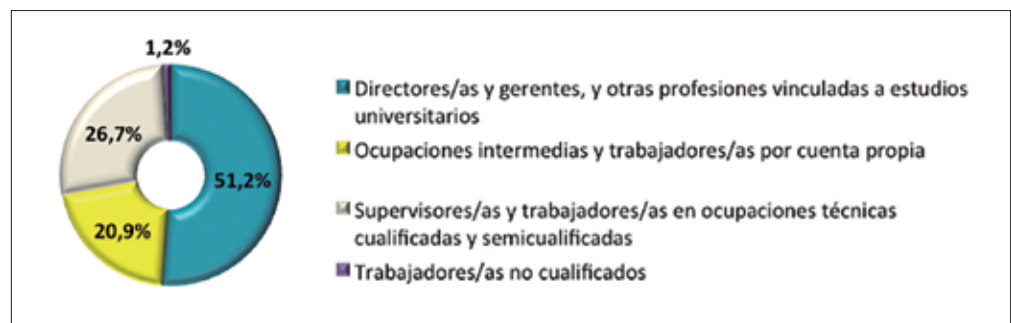 1,2%
26,7%
51,2%
20,9%
Directores/as y gerentes, y otras profesiones vinculadas a estudios
universitarios
Ocupaciones intermedias y trabajadores/as por cuenta propia
Supervisores/as y trabajadores/as en ocupaciones técnicas
cualificadas y semicualificadas
Trabajadores/as no cualificados